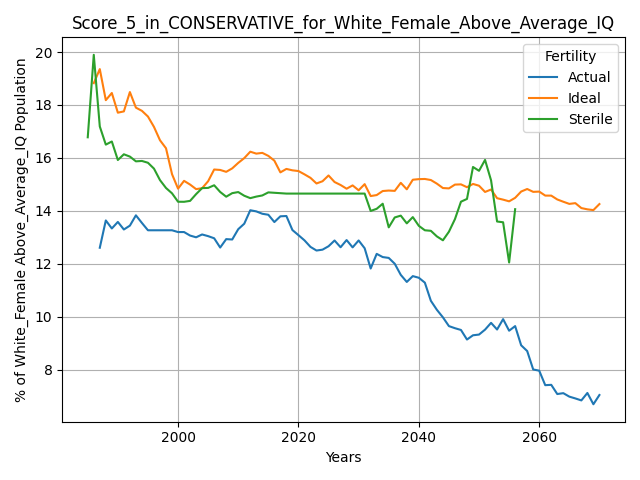 Score_5_in_CONSERVATIVE_for_White_Female_Above_Average_IQ
% of White_Female Above_Average_IQ Population
20
18
16
14
12
10
8
Fertility
Actual
Ideal
Sterile
2000
2020
2040
2060
Years